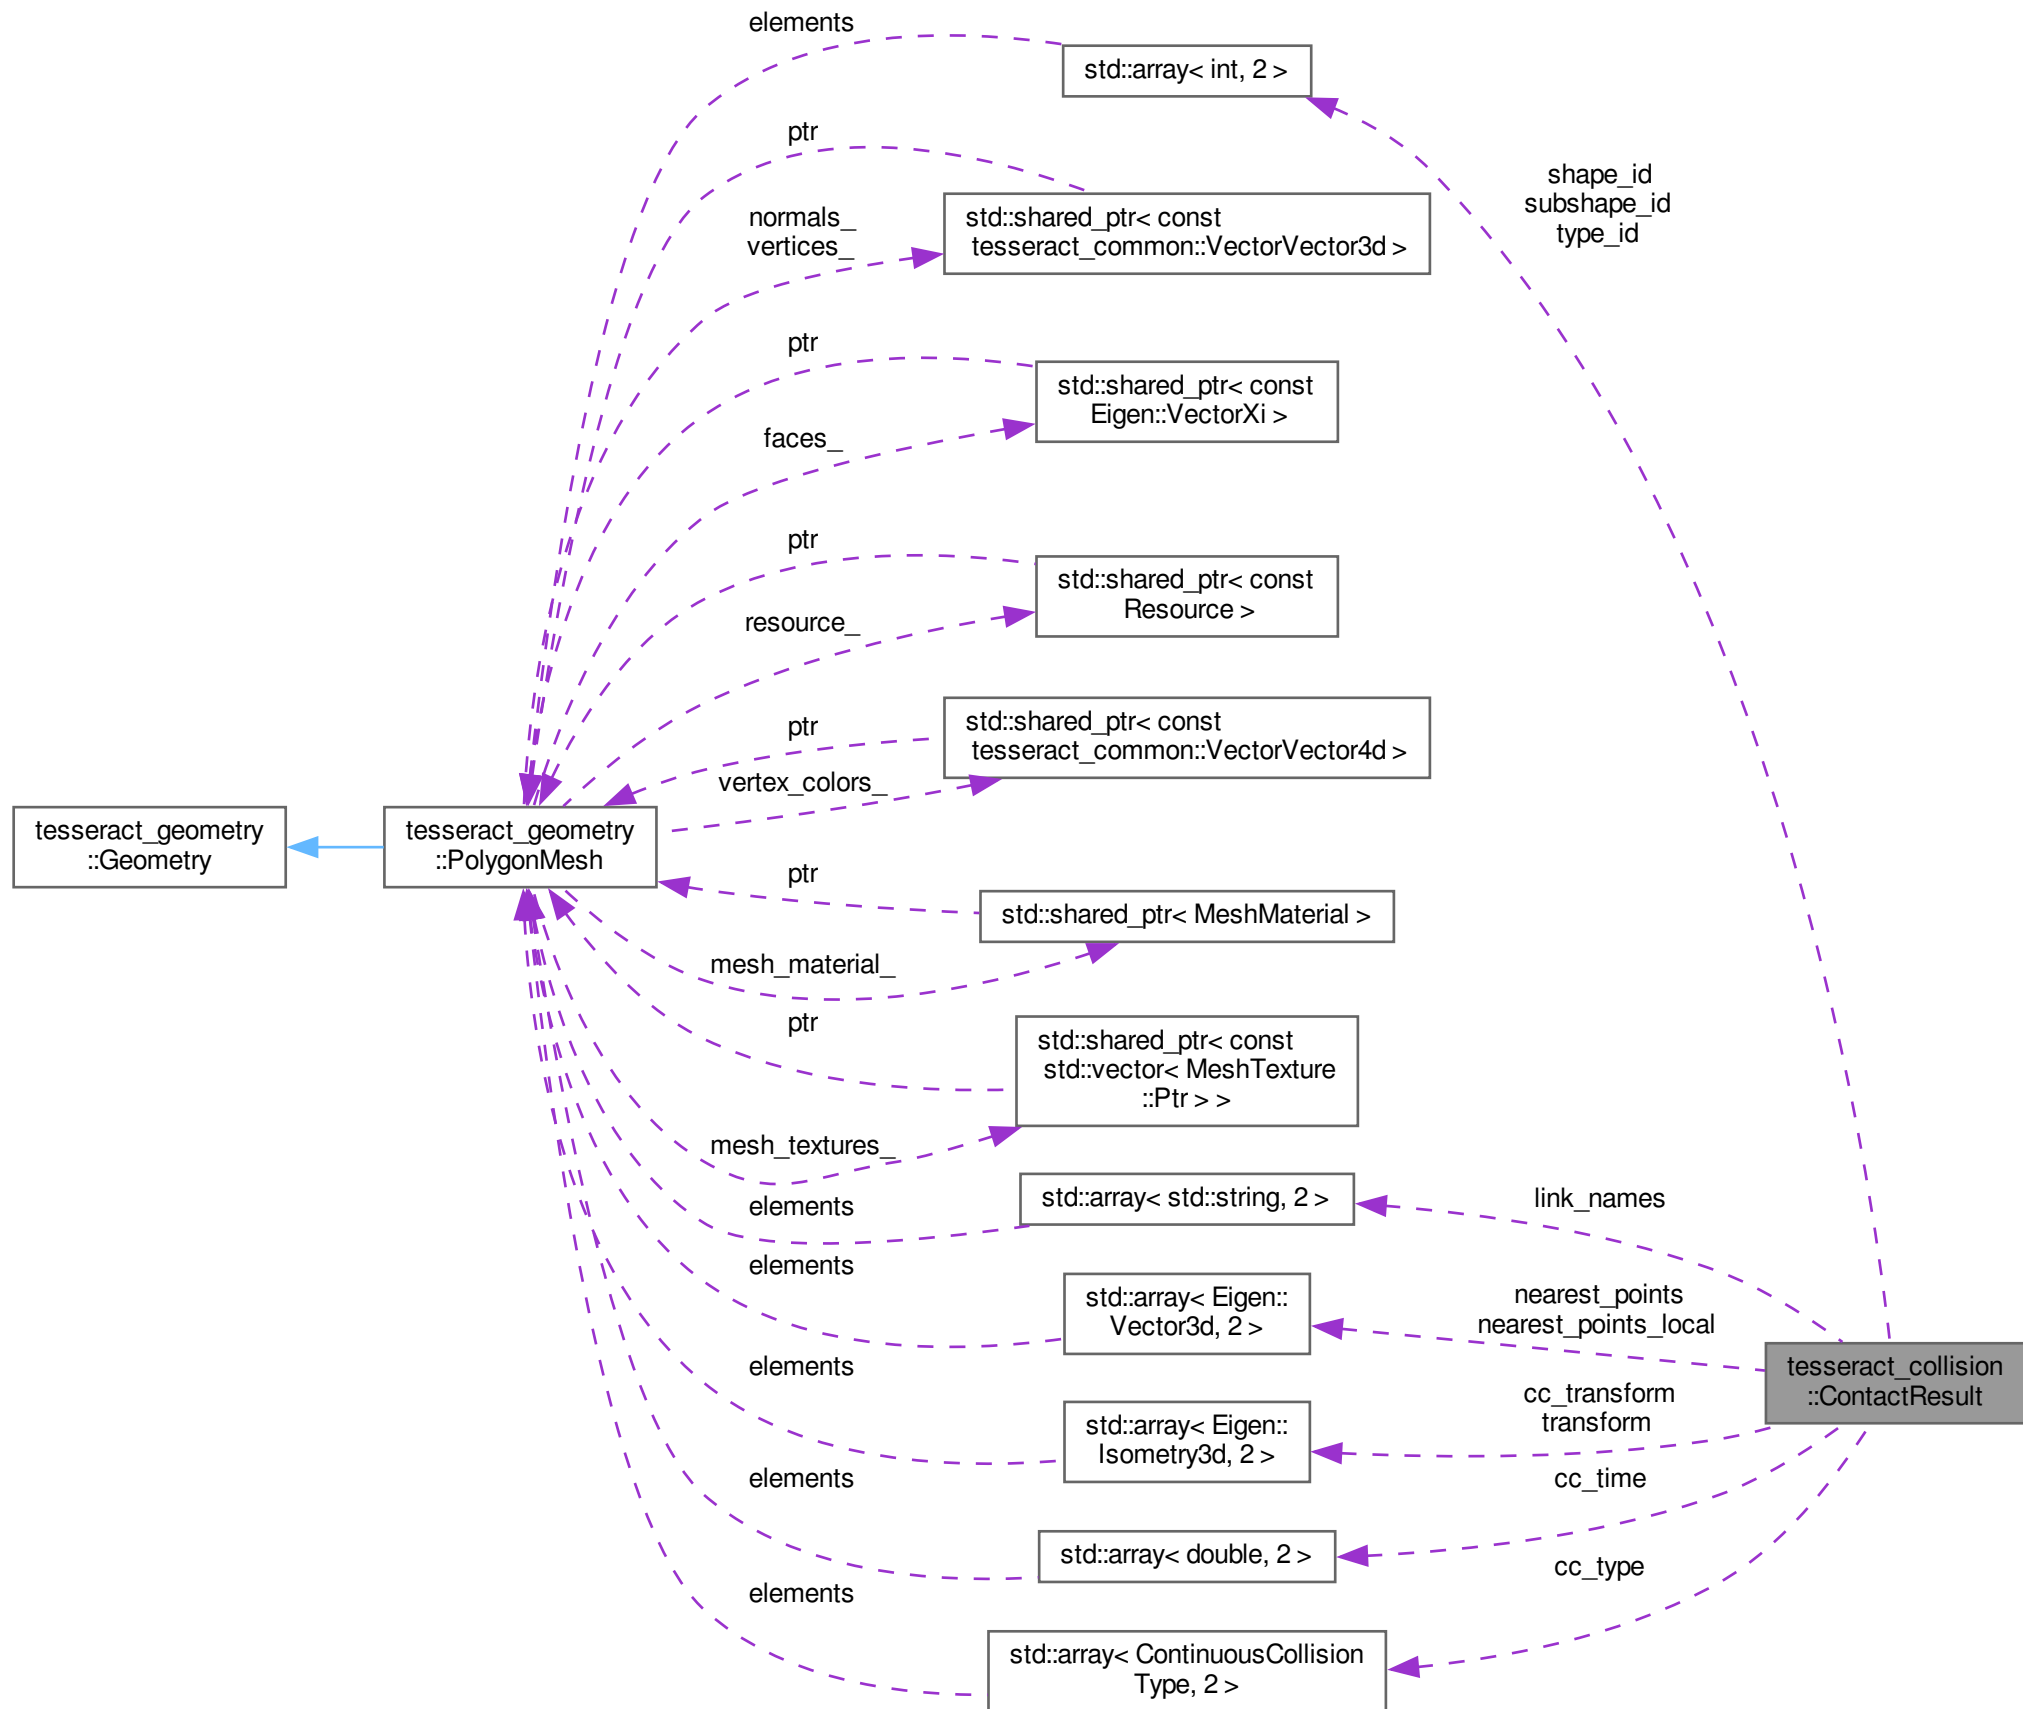 elements
std::array< int, 2 >
ptr
shape_id
subshape_id
type_id
normals_
vertices_
std::shared_ptr< const
tesseract_common::VectorVector3d >
ptr
std::shared_ptr< const
Eigen::VectorXi >
faces_
ptr
std::shared_ptr< const
Resource >
resource_
ptr
std::shared_ptr< const
tesseract_common::VectorVector4d >
vertex_colors_
tesseract_geometry
::Geometry
tesseract_geometry
::PolygonMesh
ptr
std::shared_ptr< MeshMaterial >
mesh_material_
ptr
std::shared_ptr< const
std::vector< MeshTexture
::Ptr > >
mesh_textures_
std::array< std::string, 2 >
elements
link_names
elements
std::array< Eigen::
Vector3d, 2 >
nearest_points
nearest_points_local
tesseract_collision
::ContactResult
elements
std::array< Eigen::
Isometry3d, 2 >
cc_transform
transform
elements
cc_time
std::array< double, 2 >
elements
cc_type
std::array< ContinuousCollision
Type, 2 >